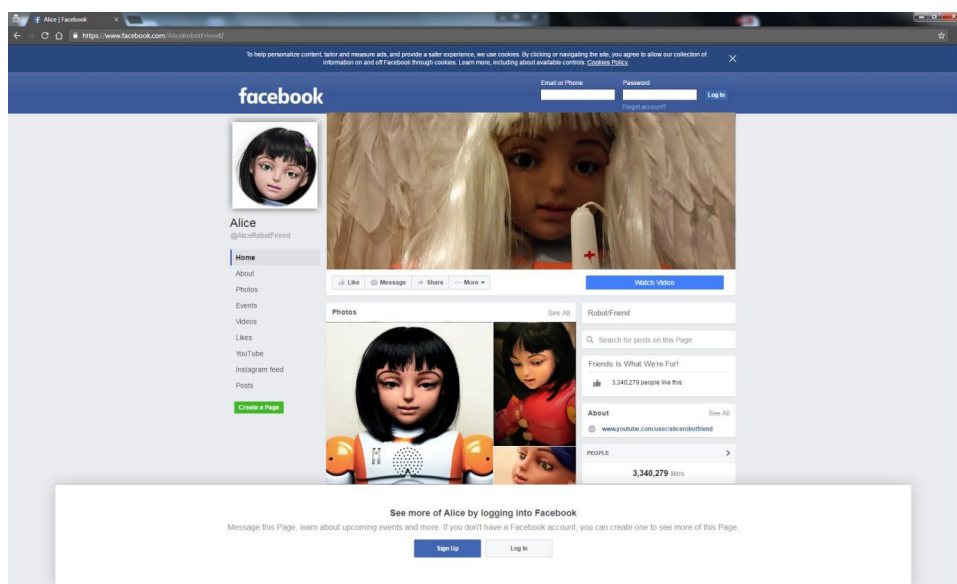 Alice | Facebook
https://www.facebook.com/AliceRobotFriend/
To help personalize content, tailor and measure ads, and provide a safer experience, we use cookies. By clicking or navigating the site, you agree to allow our collection of
information on and off Facebook through cookies. Learn more, including about available controls: Cookies Policy.
facebook
Email or Phone
Password
Log In
Forgot account?
Alice
@AliceRobotFriend
Home
About
Photos
Events
Videos
Likes
YouTube
Instagram feed
Posts
Create a Page
Like
Message
Share
More
Watch Video
Photos
See All
Robot/Friend
Search for posts on this Page
Friends Is What We're For!
3,340,279 people like this
About
See All
www.youtube.com/user/alicerobotfriend
PEOPLE
3,340,279 likes
See more of Alice by logging into Facebook
Message this Page, learn about upcoming events and more. If you don't have a Facebook account, you can create one to see more of this Page.
Sign Up
Log In